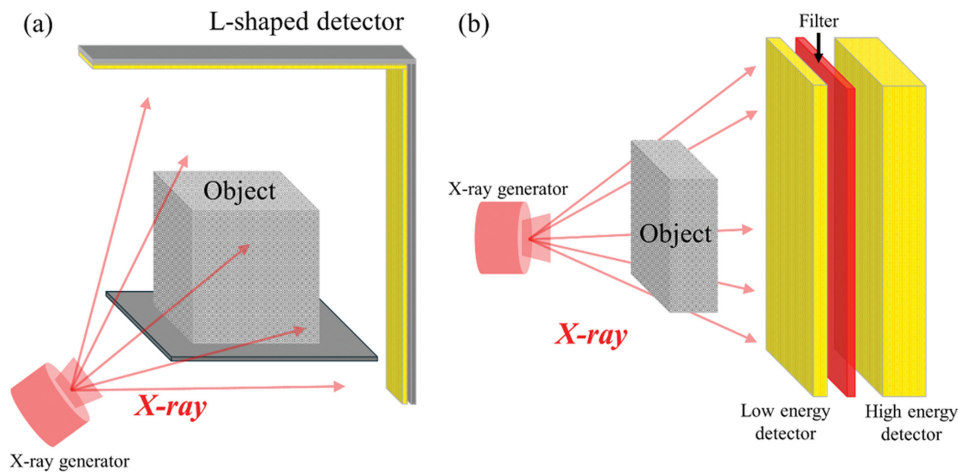 (a)
L-shaped detector
Object
X-ray
X-ray generator
(b)
Filter
X-ray generator
Object
X-ray
Low energy
detector
High energy
detector